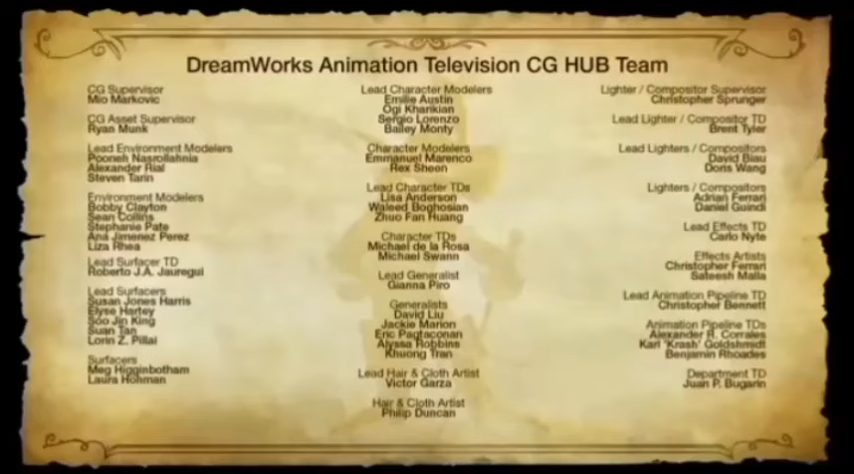 DreamWorks Animation Television CG HUB Team
CG Supervisor
Mio Markovic
CG Asset Supervisor
Ryan Munk
Lead Environment Modelers
Pooneh Nasrollahnia
Alexander Rial
Steven Tarin
Environment Modelers
Bobby Clayton
Sean Collins
Stephanie Pate
Ana Jimenez Perez
Liza Rhea
Lead Surfacer TD
Roberto J.A. Jauregui
Lead Surfacers
Susan Jones Harris
Elyse Hartey
Soo Jin King
Suan Tan
Lorin Z. Pillai
Surfacers
Meg Higginbotham
Laura Hohman
Lead Character Modelers
Emilie Austin
Ogi Kharikian
Sergio Lorenzo
Bailey Monty
Character Modelers
Emmanuel Marenco
Rex Sheen
Lead Character TDs
Lisa Anderson
Waleed Boghosian
Zhuo Fan Huang
Character TDs
Michael de la Rosa
Michael Swann
Lead Generalist
Gianna Piro
Generalists
David Liu
Jackie Marion
Eric Pagtaconan
Alyssa Robbins
Khuong Tran
Lead Hair & Cloth Artist
Victor Garza
Hair & Cloth Artist
Philip Duncan
Lighter / Compositor Supervisor
Christopher Sprunger
Lead Lighter / Compositor TD
Brent Tyler
Lead Lighters / Compositors
David Biau
Doris Wang
Lighters / Compositors
Adrian Ferrari
Daniel Guindi
Lead Effects TD
Carlo Nyte
Effects Artists
Christopher Ferrari
Sateesh Malla
Lead Animation Pipeline TD
Christopher Bennett
Animation Pipeline TDs
Alexander R. Corrales
Karl 'Krash' Goldshmidt
Benjamin Rhoades
Department TD
Juan P. Bugarin